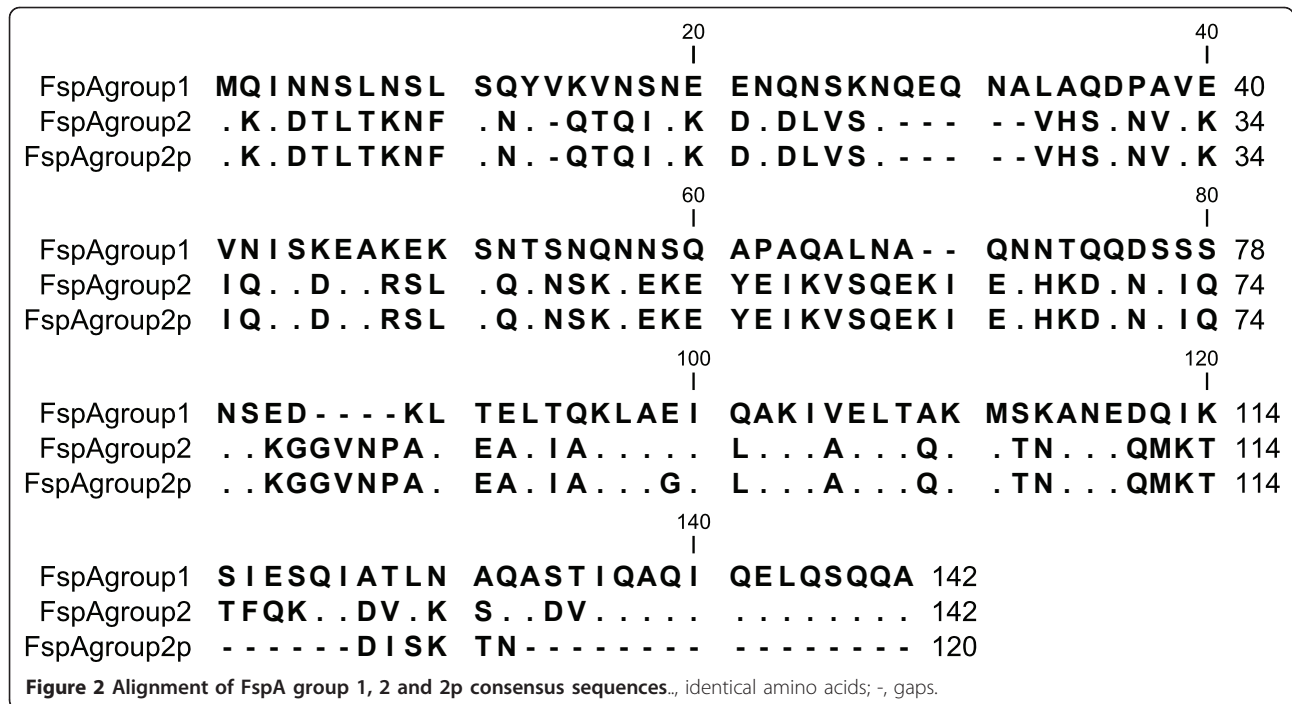 20 40
FspAgroup1 MQINNSLNSL SQYVKVNSNE ENQNSKNQEQ NALAQDPAVE 40
FspAgroup2 .K.DTLTKNF .N.-QTQI.K D.DLVS.--- --VHS.NV.K 34
FspAgroup2p .K.DTLTKNF .N.-QTQI.K D.DLVS.--- --VHS.NV.K 34
60 80
FspAgroup1 VNISKEAKEK SNTSNQNNSQ APAQALNA-- QNNTQQDSSS 78
FspAgroup2 IQ..D..RSL .Q.NSK.EKE YEIKVSQEKI E.HKD.N.IQ 74
FspAgroup2p IQ..D..RSL .Q.NSK.EKE YEIKVSQEKI E.HKD.N.IQ 74
100 120
FspAgroup1 NSED----KL TELTQKLAEI QAKIVELTAK MSKANEDQIK 114
FspAgroup2 ..KGGVNPA. EA.IA..... L...A...Q. .TN...QMKT 114
FspAgroup2p ..KGGVNPA. EA.IA...G. L...A...Q. .TN...QMKT 114
140
FspAgroup1 SIESQIATLN AQASTIQAQI QELQSQQA 142
FspAgroup2 TFQK..DV.K S..DV..... ........ 142
FspAgroup2p ------DISK TN-------- -------- 120
Figure 2 Alignment of FspA group 1, 2 and 2p consensus sequences.., identical amino acids; -, gaps.